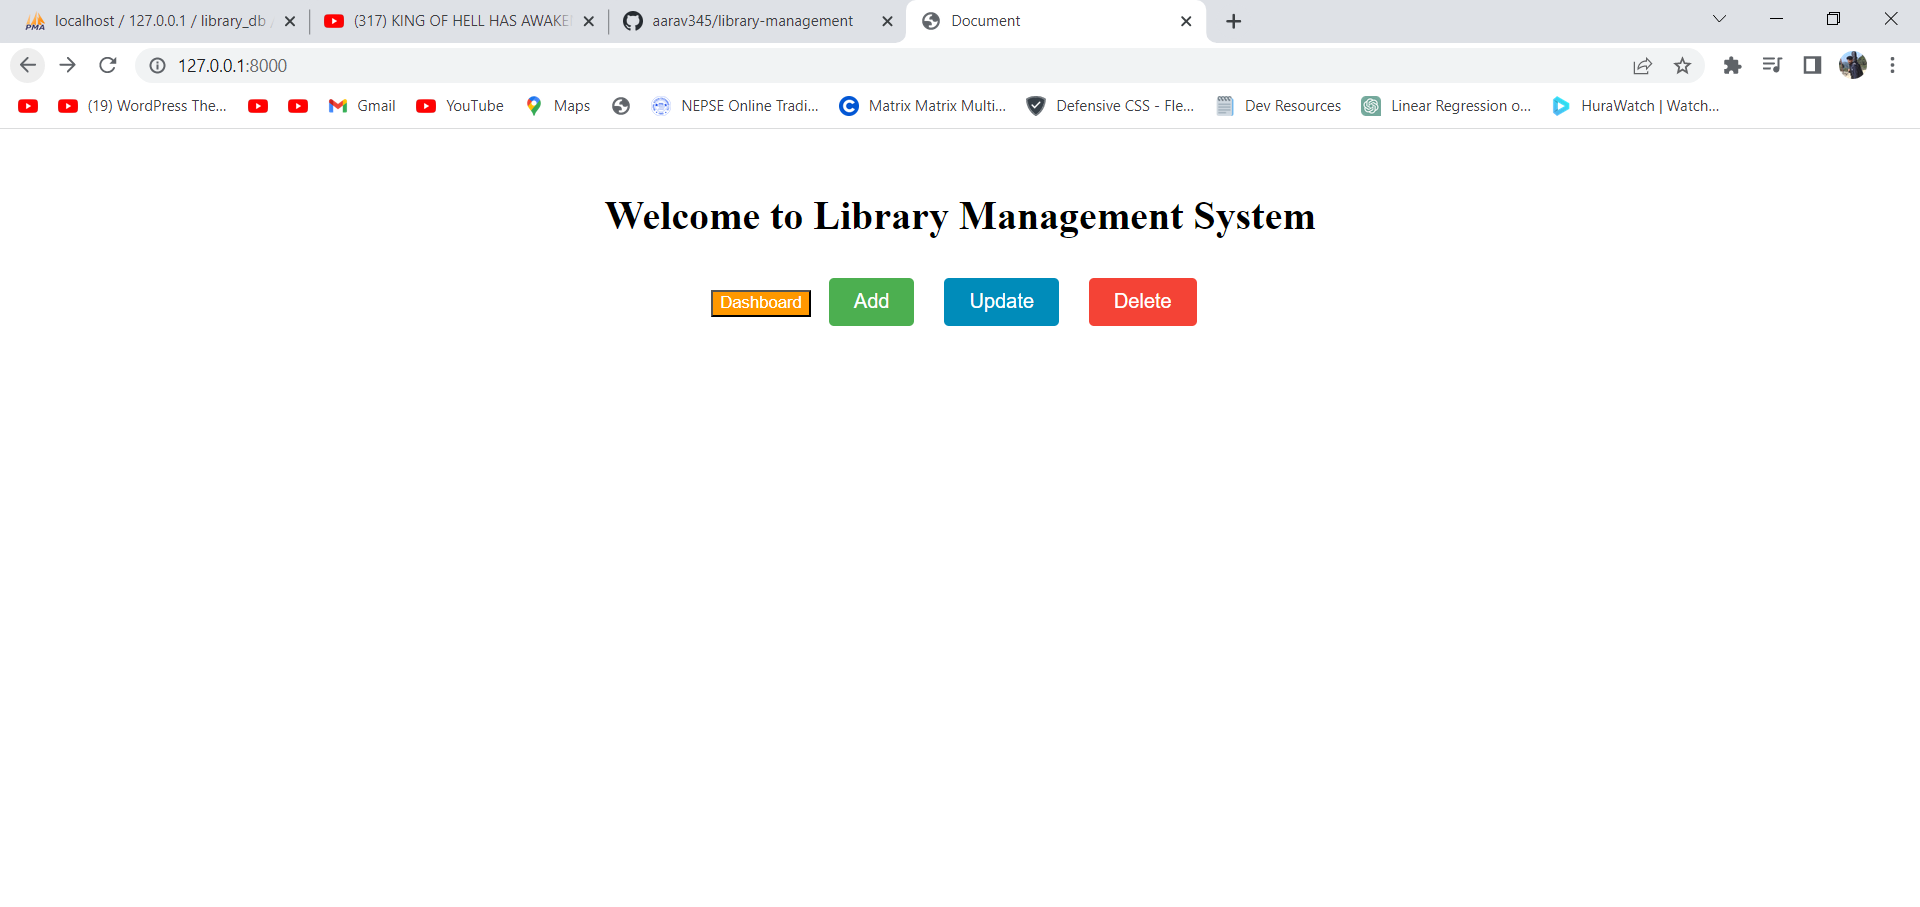 localhost / 127.0.0.1 / library_db
(317) KING OF HELL HAS AWAKE
aarav345/library-management
Document
127.0.0.1:8000
(19) WordPress The...
Gmail
YouTube
Maps
NEPSE Online Tradi...
Matrix Matrix Multi...
Defensive CSS - Fle...
Dev Resources
Linear Regression o...
HuraWatch | Watch...
Welcome to Library Management System
Dashboard
Add
Update
Delete